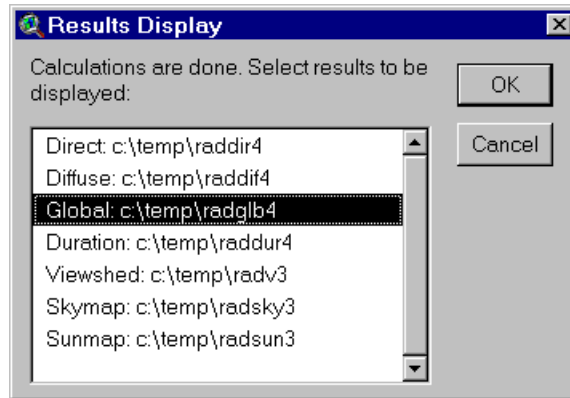 Results Display
Calculations are done. Select results to be
displayed:
OK
Cancel
Direct: c:\temp\raddir4
Diffuse: c:\temp\raddif4
Global: c:\temp\radglb4
Duration: c:\temp\raddur4
Viewshed: c:\temp\radv3
Skymap: c:\temp\radsky3
Sunmap: c:\temp\radsun3